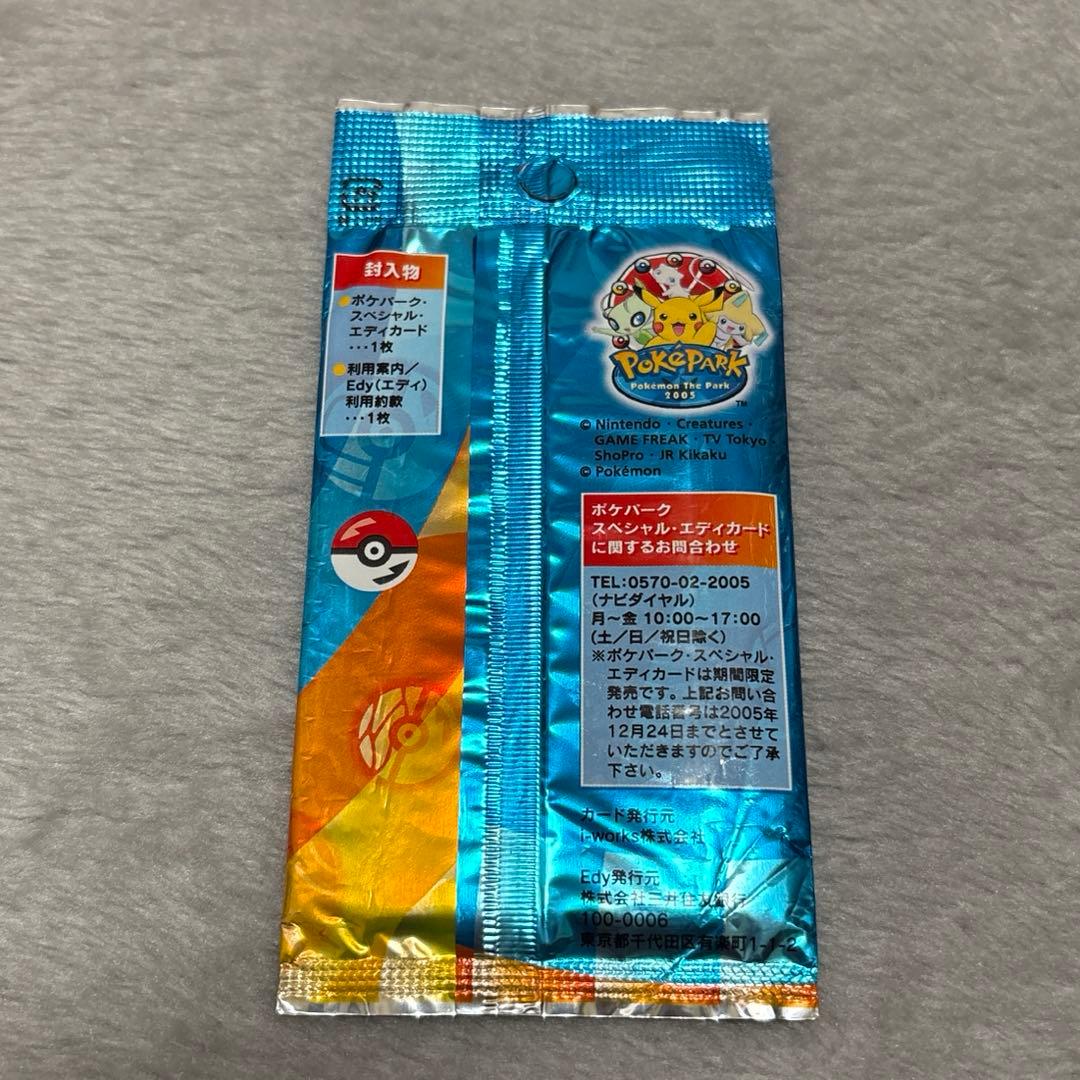 封入物
ポケパーク・
スペシャル・
エディカード
…1枚
利用案内/
Edy(エディ)
利用約款
…1枚
POKéPARK
Pokémon The Park
2005
TM
© Nintendo・Creatures・
GAME FREAK・TV Tokyo・
ShoPro・JR Kikaku
© Pokémon
ポケパーク
スペシャル・エディカード
に関するお問合わせ
TEL:0570-02-2005
(ナビダイヤル)
月~金 10:00~17:00
(土/日/祝日除く)
※ポケパーク・スペシャル・
エディカードは期間限定
発売です。上記お問い合
わせ電話番号は2005年
12月24日までとさせて
いただきますのでご了承
下さい。
カード発行元
i-works株式会社
Edy発行元
株式会社三井住友銀行
100-0006
東京都千代田区有楽町1-1-2